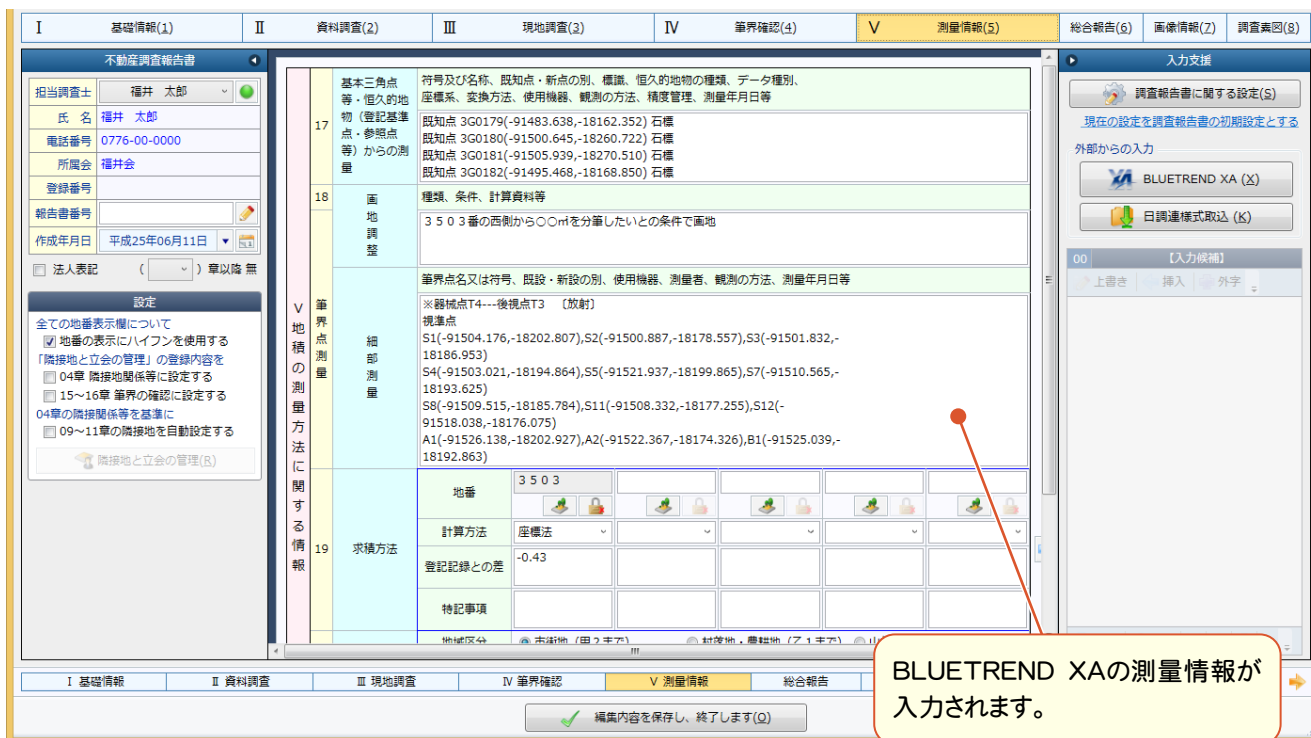 Ⅰ 基礎情報(1) Ⅱ 資料調査(2) Ⅲ 現地調査(3) Ⅳ 筆界確認(4) Ⅴ 測量情報(5) 総合報告(6) 画像情報(7) 調査素図(8)
不動産調査報告書
担当調査士 福井 太郎
氏 名 福井 太郎
電話番号 0776-00-0000
所属会 福井会
登録番号
報告書番号
作成年月日 平成25年06月11日
法人表記 ( ) 章以降 無
設定
全ての地番表示欄について
地番の表示にハイフンを使用する
「隣接地と立会の管理」の登録内容を
04章 隣接地関係等に設定する
15~16章 筆界の確認に設定する
04章の隣接関係等を基準に
09~11章の隣接地を自動設定する
隣接地と立会の管理(R)
Ⅴ地積の測量方法に関する情報
筆界点測量
17
基本三角点
等・恒久的地
物(登記基準
点・参照点
等)からの測
量
符号及び名称、既知点・新点の別、標識、恒久的地物の種類、データ種別、
座標系、変換方法、使用機器、観測の方法、精度管理、測量年月日等
既知点 3G0179(-91483.638,-18162.352) 石標
既知点 3G0180(-91500.645,-18260.722) 石標
既知点 3G0181(-91505.939,-18270.510) 石標
既知点 3G0182(-91495.468,-18168.850) 石標
18
画地調整
種類、条件、計算資料等
3503番の西側から○○㎡を分筆したいとの条件で画地
細部測量
筆界点名又は符号、既設・新設の別、使用機器、測量者、観測の方法、測量年月日等
※器械点T4---後視点T3 〔放射〕
視準点
S1(-91504.176,-18202.807),S2(-91500.887,-18178.557),S3(-91501.832,-
18186.953)
S4(-91503.021,-18194.864),S5(-91521.937,-18199.865),S7(-91510.565,-
18193.625)
S8(-91509.515,-18185.784),S11(-91508.332,-18177.255),S12(-
91518.038,-18176.075)
A1(-91526.138,-18202.927),A2(-91522.367,-18174.326),B1(-91525.039,-
18192.863)
19
求積方法
地番 3503
計算方法 座標法
登記記録との差 -0.43
特記事項
地域区分 市街地(甲2まで) 村落地・農耕地(乙1まで)
入力支援
調査報告書に関する設定(S)
現在の設定を調査報告書の初期設定とする
外部からの入力
BLUETREND XA (X)
日調連様式取込 (K)
00 【入力候補】
上書き 挿入 外字
BLUETREND XAの測量情報が
入力されます。
Ⅰ 基礎情報 Ⅱ 資料調査 Ⅲ 現地調査 Ⅳ 筆界確認 Ⅴ 測量情報 総合報告
編集内容を保存し、終了します(O)